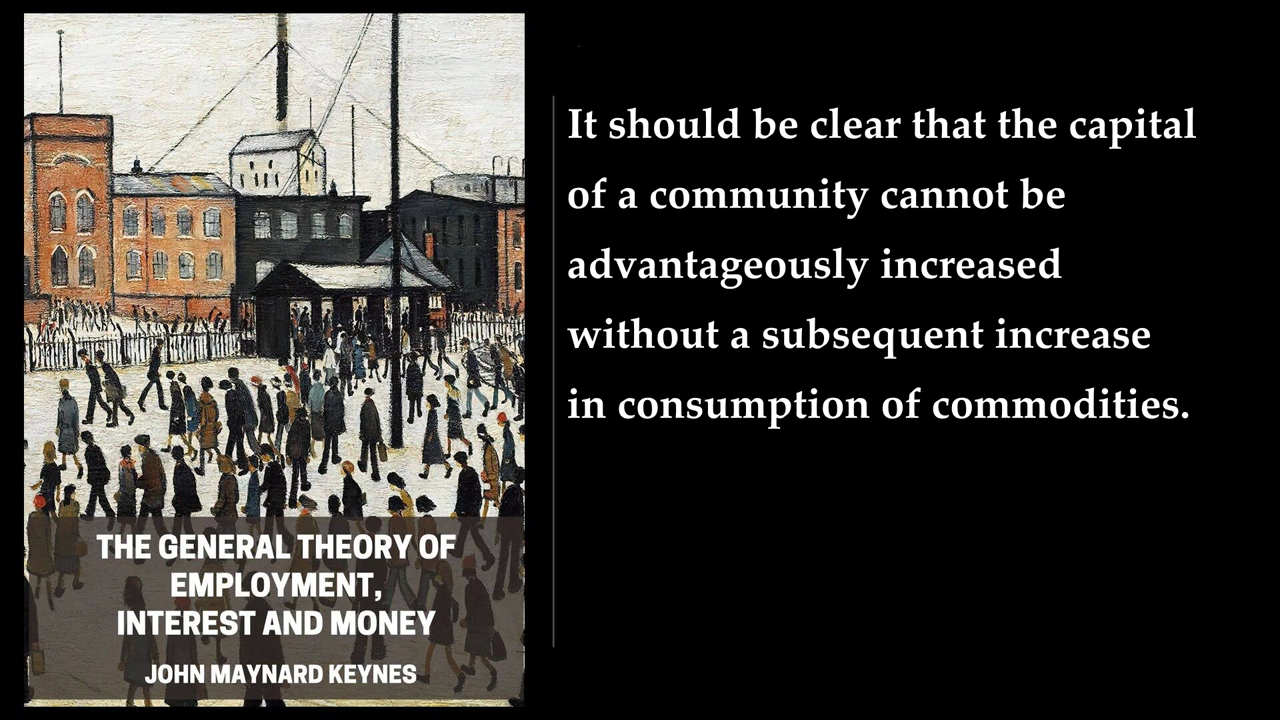 THE GENERAL THEORY OF
EMPLOYMENT,
INTEREST AND MONEY
JOHN MAYNARD KEYNES
It should be clear that the capital
of a community cannot be
advantageously increased
without a subsequent increase
in consumption of commodities.